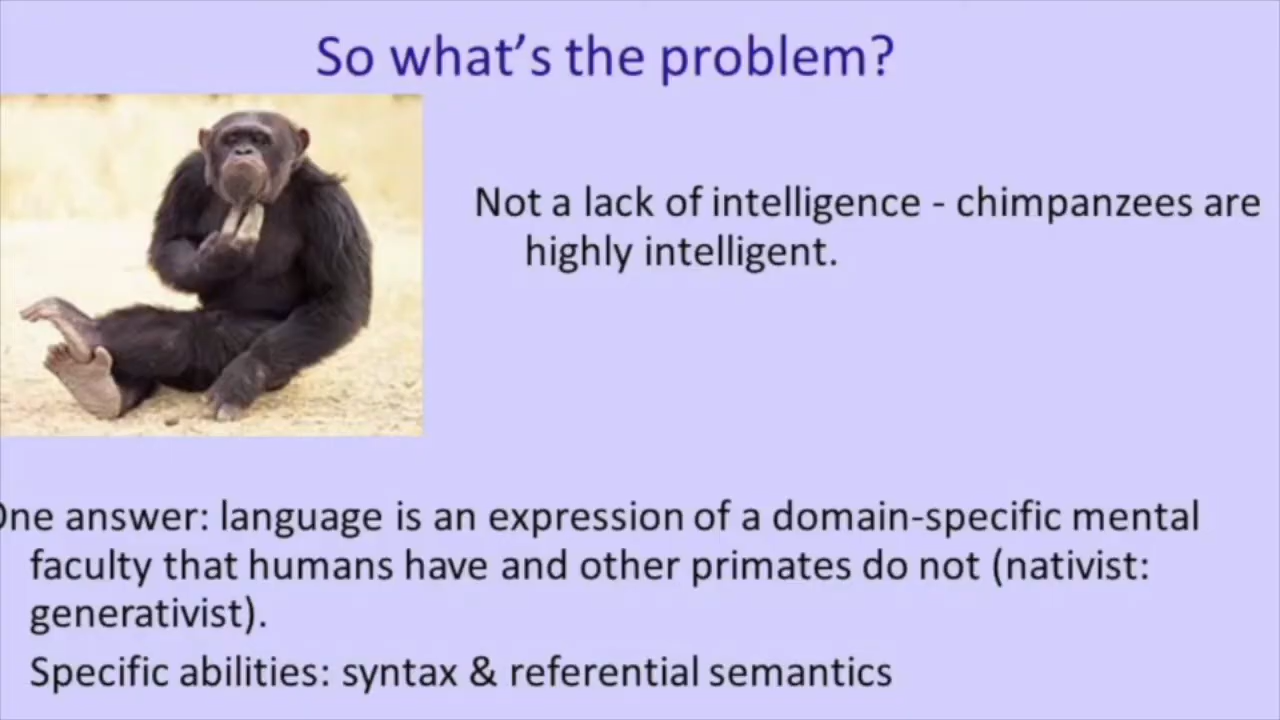 So what's the problem?
Not a lack of intelligence - chimpanzees are
highly intelligent.
One answer: language is an expression of a domain-specific mental
faculty that humans have and other primates do not (nativist:
generativist).
Specific abilities: syntax & referential semantics